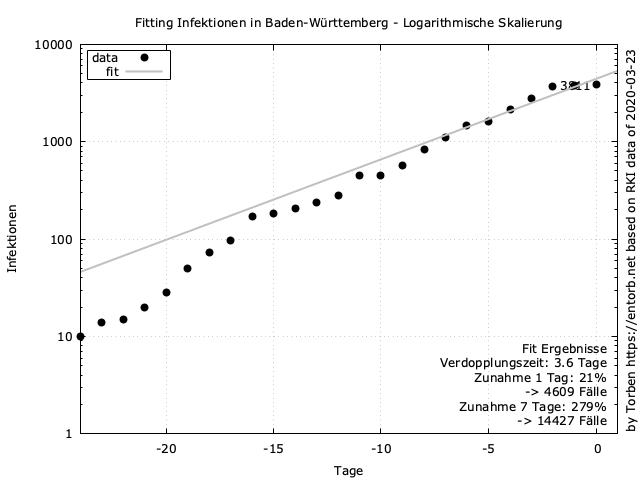 Fitting Infektionen in Baden-Württemberg - Logarithmische Skalierung
data
fit
10000
1000
100
10
1
Infektionen
3811
Fit Ergebnisse
Verdopplungszeit: 3.6 Tage
Zunahme 1 Tag: 21%
-> 4609 Fälle
Zunahme 7 Tage: 279%
-> 14427 Fälle
-20 -15 -10 -5 0
Tage
by Torben https://entorb.net based on RKI data of 2020-03-23